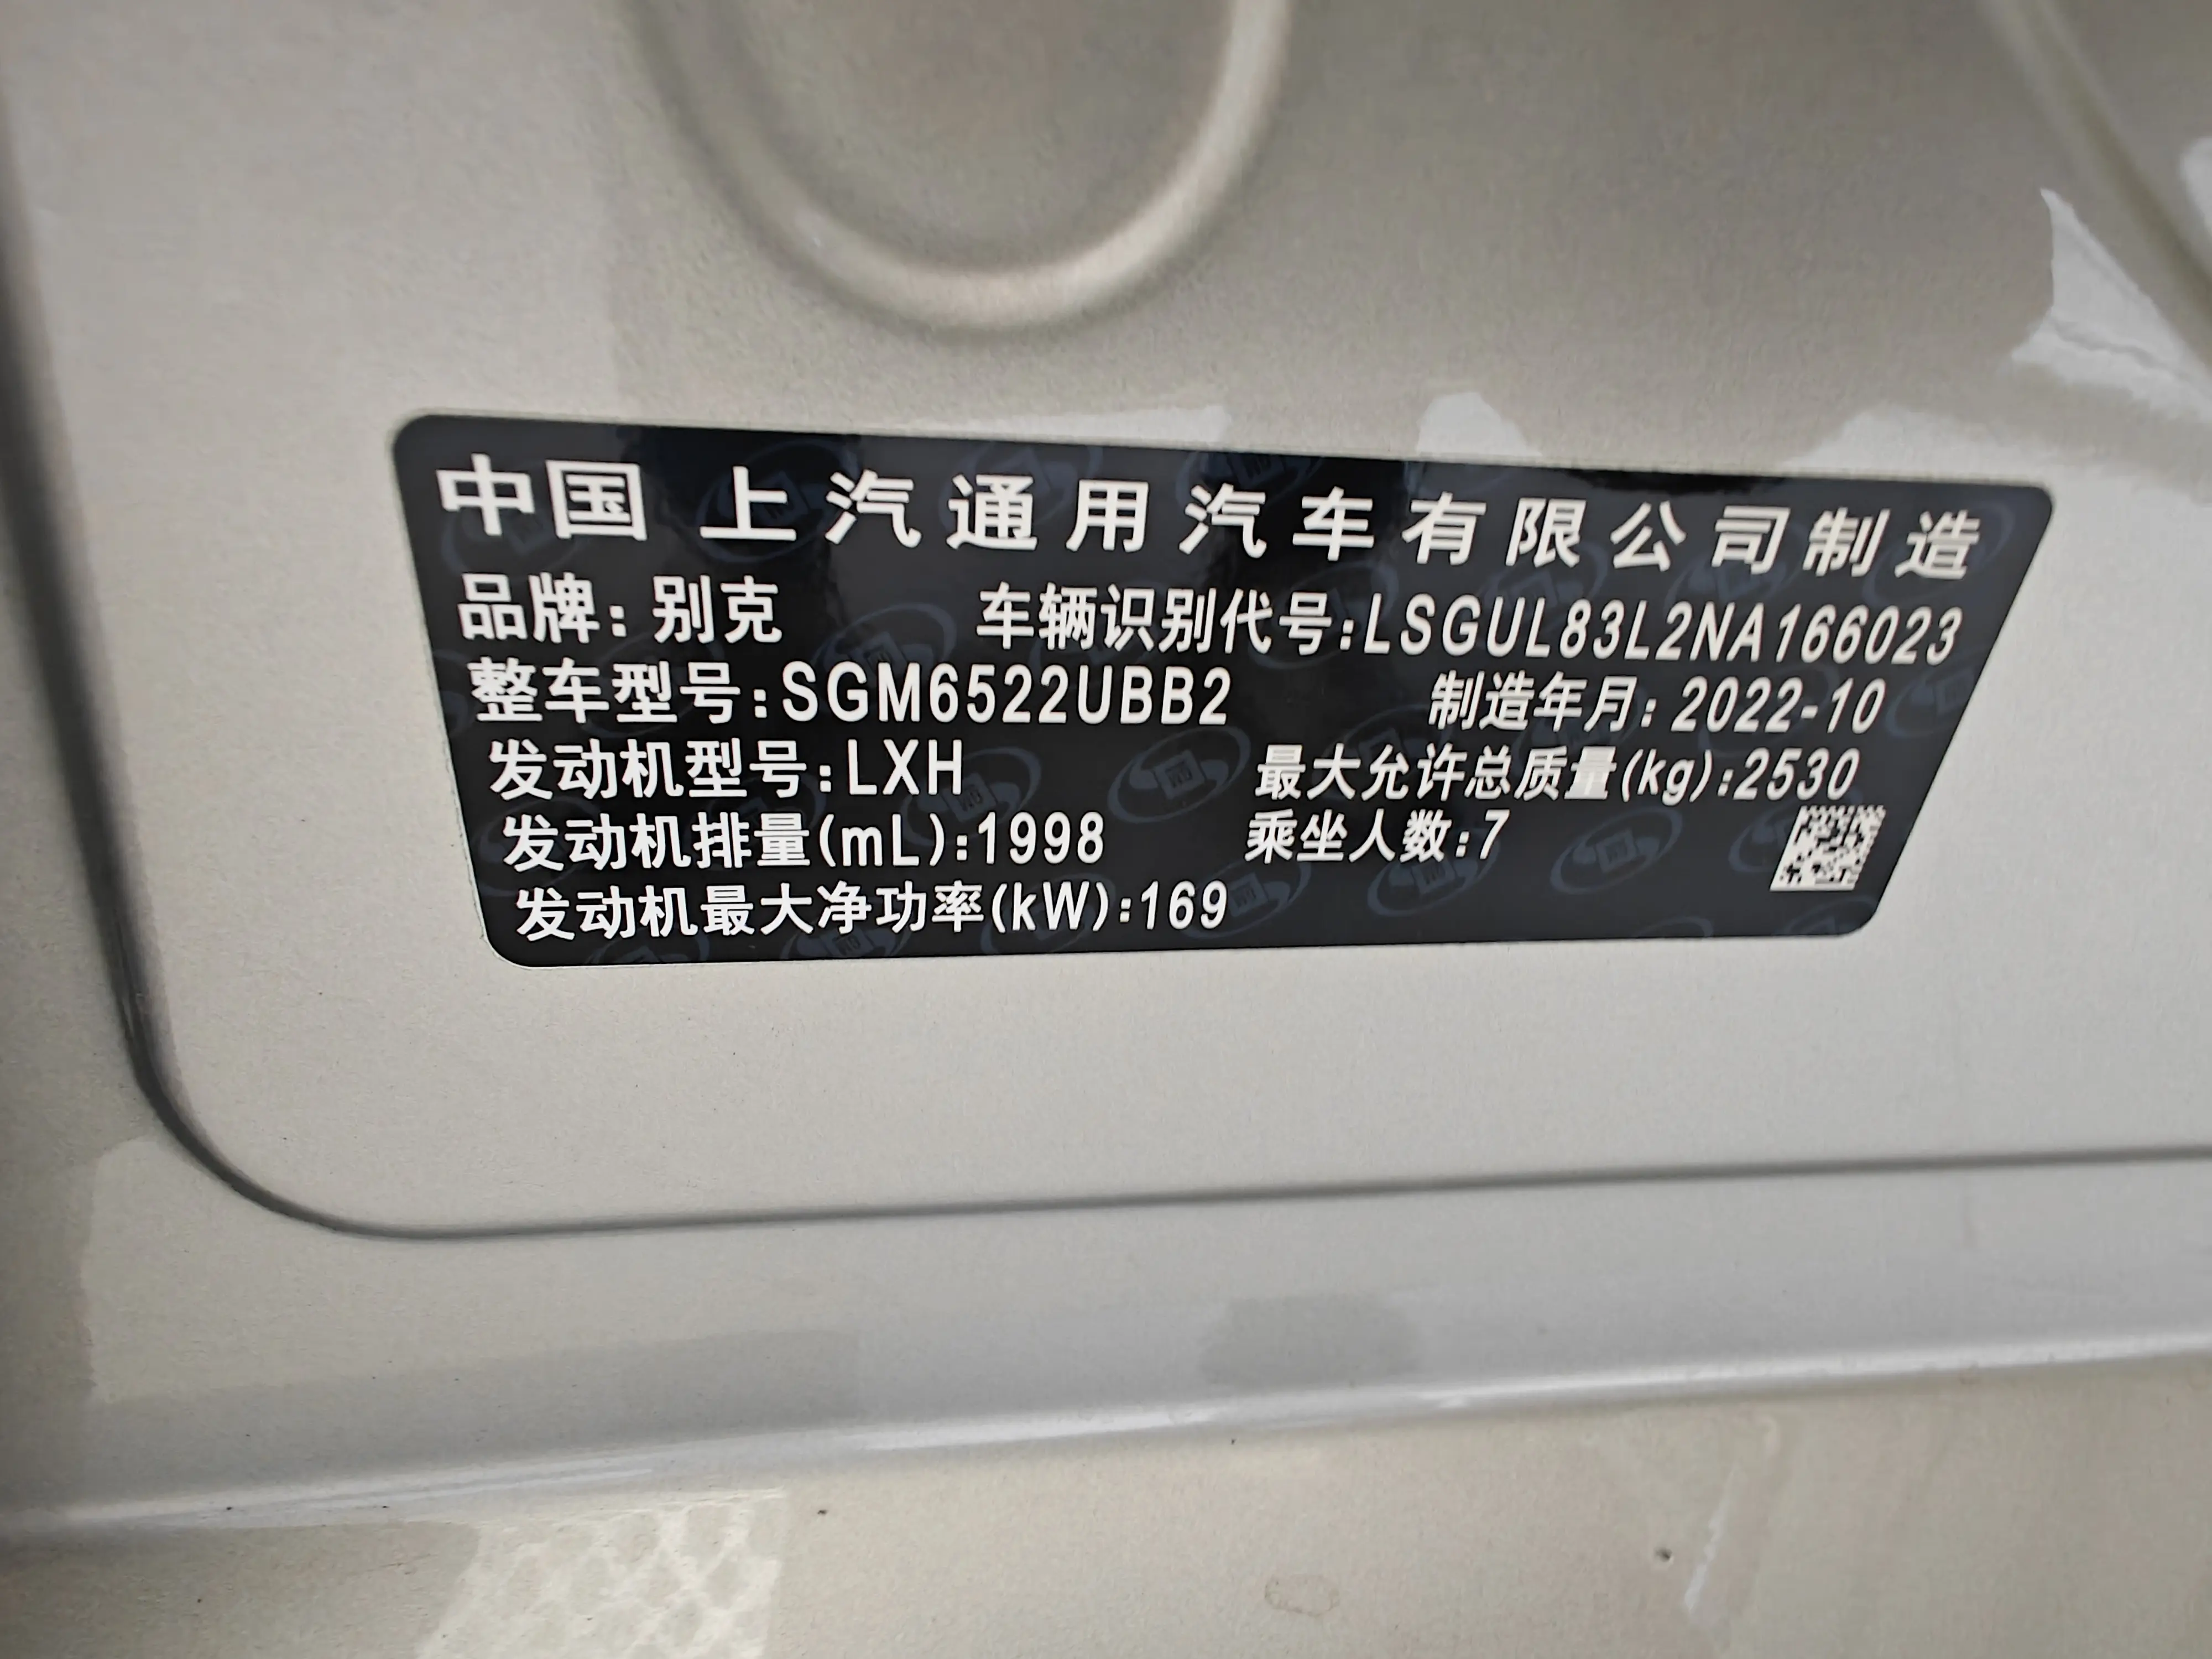 中国 上汽通用汽车有限公司制造
品牌：别克 车辆识别代号：LSGUL83L2NA166023
整车型号：SGM6522UBB2 制造年月：2022-10
发动机型号：LXH 最大允许总质量(kg)：2530
发动机排量(mL)：1998 乘坐人数：7
发动机最大净功率(kW)：169